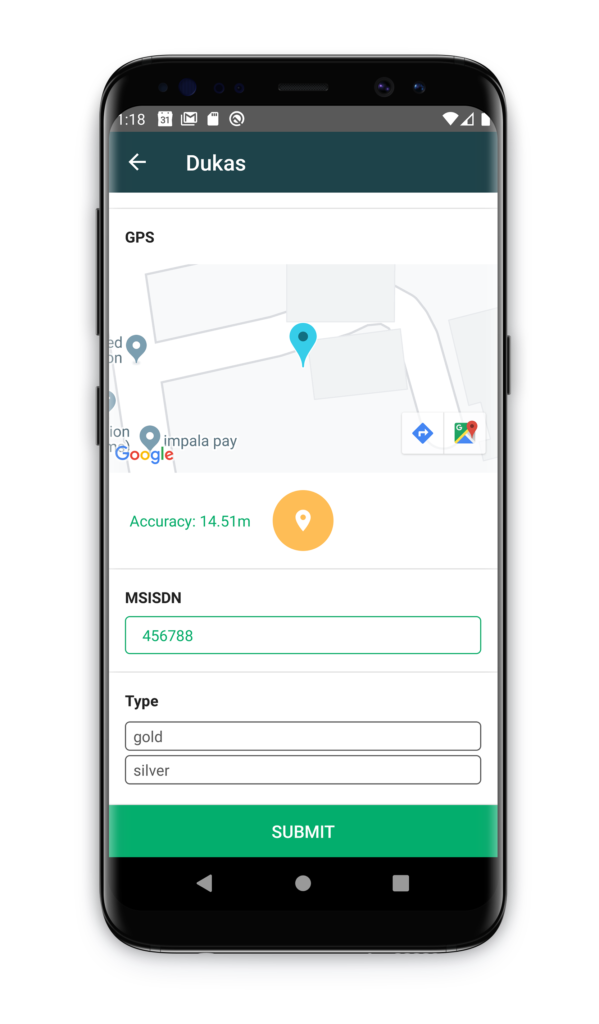 1:18
31
Dukas
GPS
ed
on
ion
impala pay
Google
Accuracy: 14.51m
MSISDN
456788
Type
gold
silver
SUBMIT